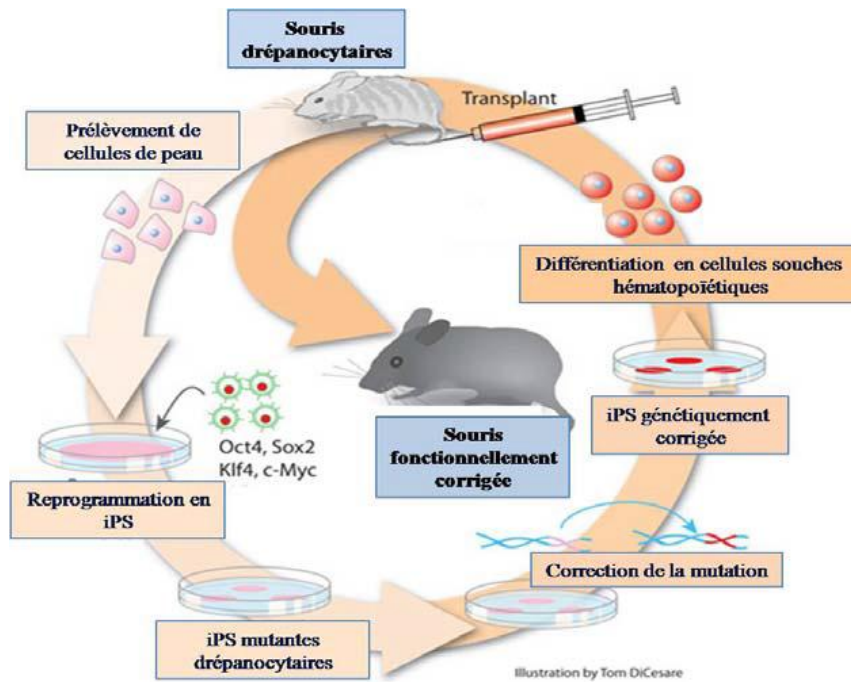 Souris
drépanocytaires
Transplant
Prélèvement de
cellules de peau
Différentiation en cellules souches
hématopoïétiques
Oct4, Sox2
Klf4, c-Myc
Souris
fonctionnellement
corrigée
iPS génétiquement
corrigée
Reprogrammation en
iPS
Correction de la mutation
iPS mutantes
drépanocytaires
Illustration by Tom DiCesare